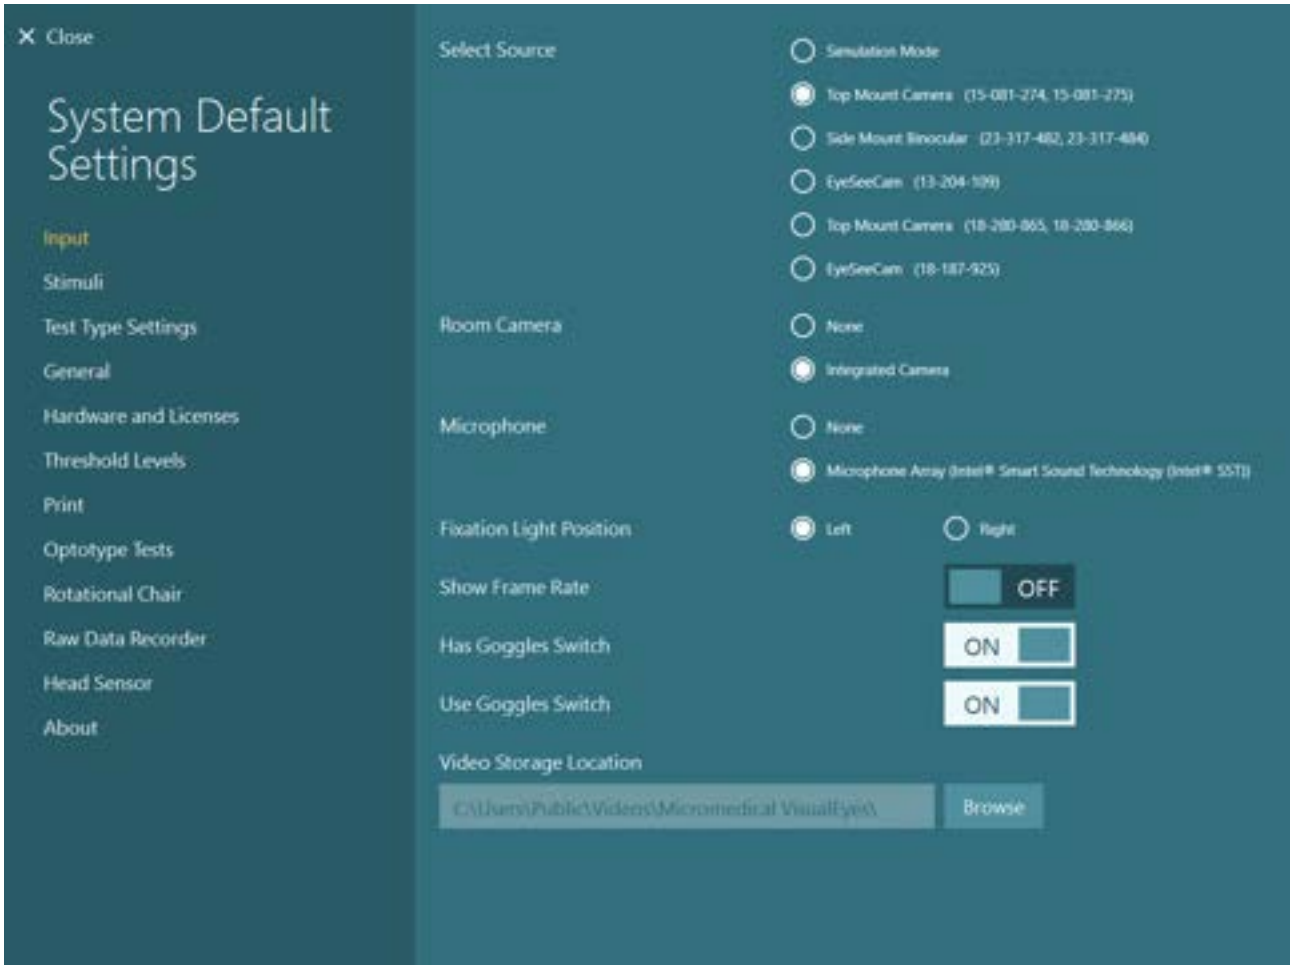 ✕ Close
System Default
Settings
Input
Stimuli
Test Type Settings
General
Hardware and Licenses
Threshold Levels
Print
Optotype Tests
Rotational Chair
Raw Data Recorder
Head Sensor
About
Select Source
Simulation Mode
Top Mount Camera (15-081-274, 15-081-275)
Side Mount Binocular (23-317-482, 23-317-484)
EyeSeeCam (13-204-109)
Top Mount Camera (18-280-865, 18-280-866)
EyeSeeCam (18-187-925)
Room Camera
None
Integrated Camera
Microphone
None
Microphone Array (Intel® Smart Sound Technology (Intel® SST))
Fixation Light Position
Left Right
Show Frame Rate OFF
Has Goggles Switch ON
Use Goggles Switch ON
Video Storage Location
C:\Users\Public\Videos\Micromedical VisualEyes\ Browse